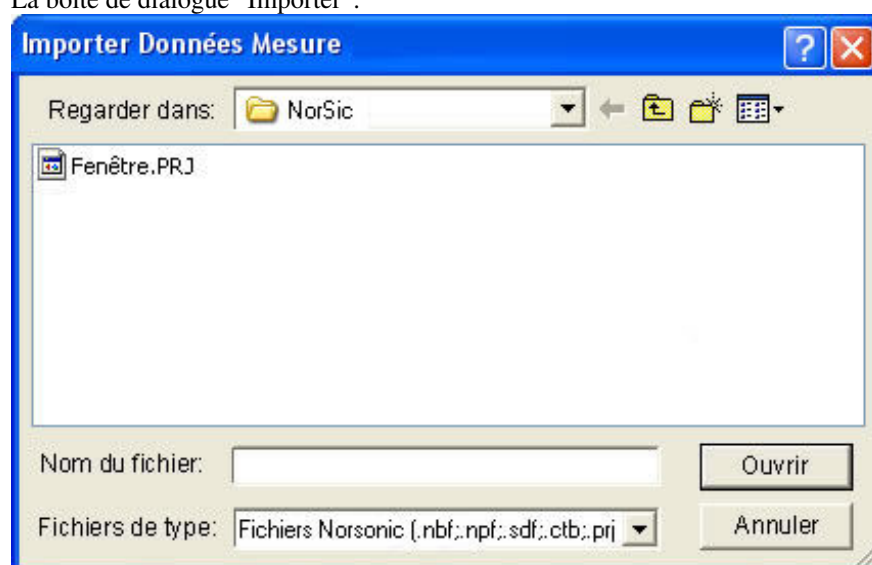 La boîte de dialogue "Importer".
Importer Données Mesure
Regarder dans: NorSic
Fenêtre.PRJ
Nom du fichier: Ouvrir
Fichiers de type: Fichiers Norsonic (.nbf;.npf;.sdf;.ctb;.prj Annuler